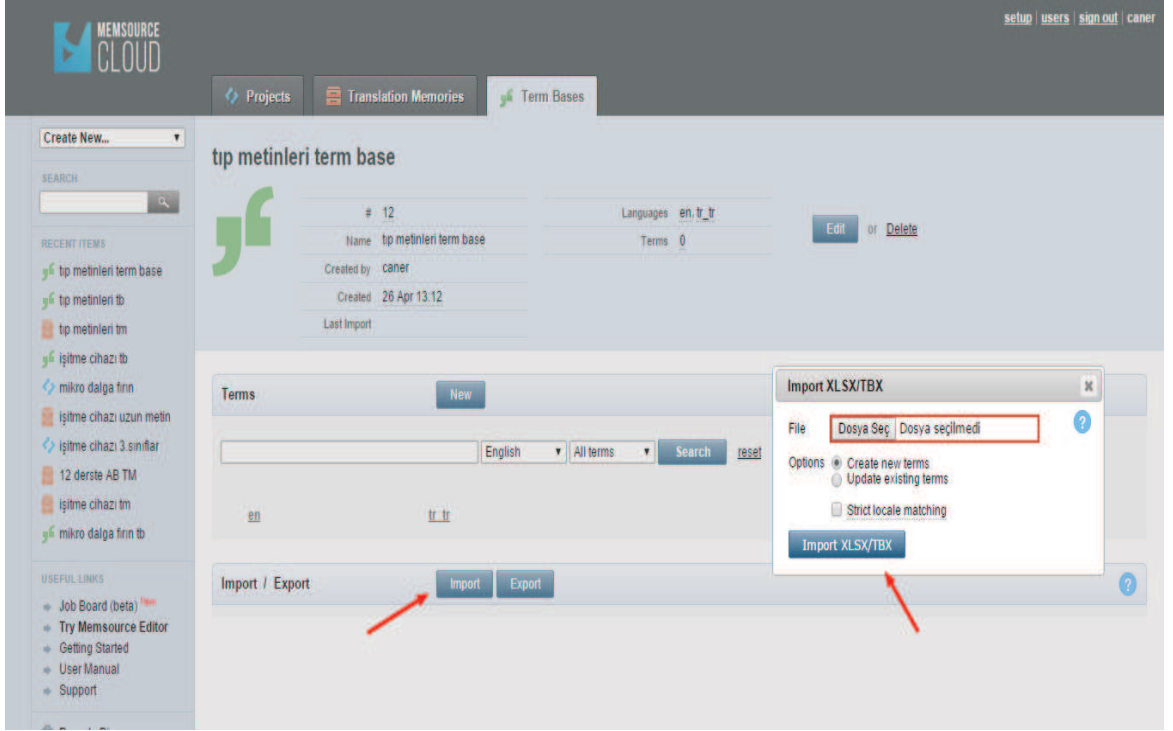 MEMSOURCE
CLOUD
setup | users | sign out | caner
Projects
Translation Memories
Term Bases
Create New...
SEARCH
RECENT ITEMS
tıp metinleri term base
tıp metinleri tb
tıp metinleri tm
işitme cihazı tb
mikro dalga fırın
işitme cihazı uzun metin
işitme cihazı 3.sınıflar
12 derste AB TM
işitme cihazı tm
mikro dalga fırın tb
USEFUL LINKS
Job Board (beta)
Try Memsource Editor
Getting Started
User Manual
Support
tıp metinleri term base
# 12
Name tıp metinleri term base
Created by caner
Created 26 Apr 13:12
Last Import
Languages en, tr_tr
Terms 0
Edit or Delete
Terms New
English All terms Search reset
en tr_tr
Import / Export Import Export
?
Import XLSX/TBX x
File Dosya Seç Dosya seçilmedi ?
Options Create new terms
Update existing terms
Strict locale matching
Import XLSX/TBX